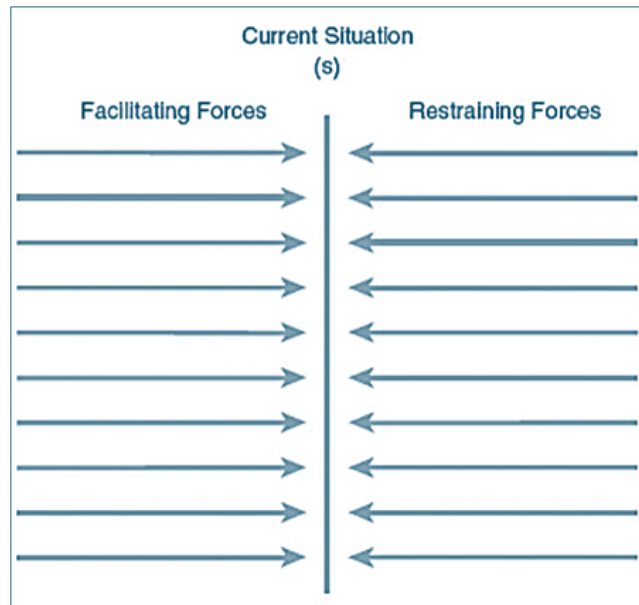 Current Situation
(s)
Facilitating Forces
Restraining Forces